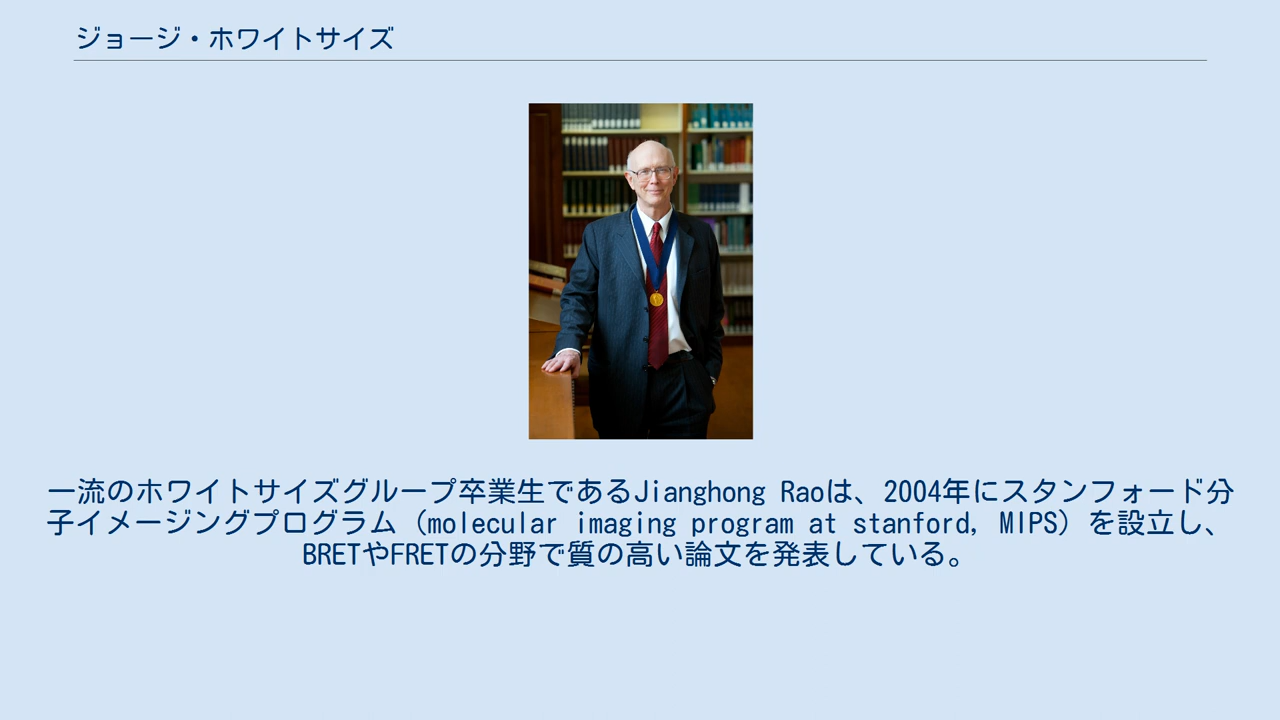 ジョージ・ホワイトサイズ
一流のホワイトサイズグループ卒業生であるJianghong Raoは、2004年にスタンフォード分
子イメージングプログラム（molecular imaging program at stanford, MIPS）を設立し、
BRETやFRETの分野で質の高い論文を発表している。